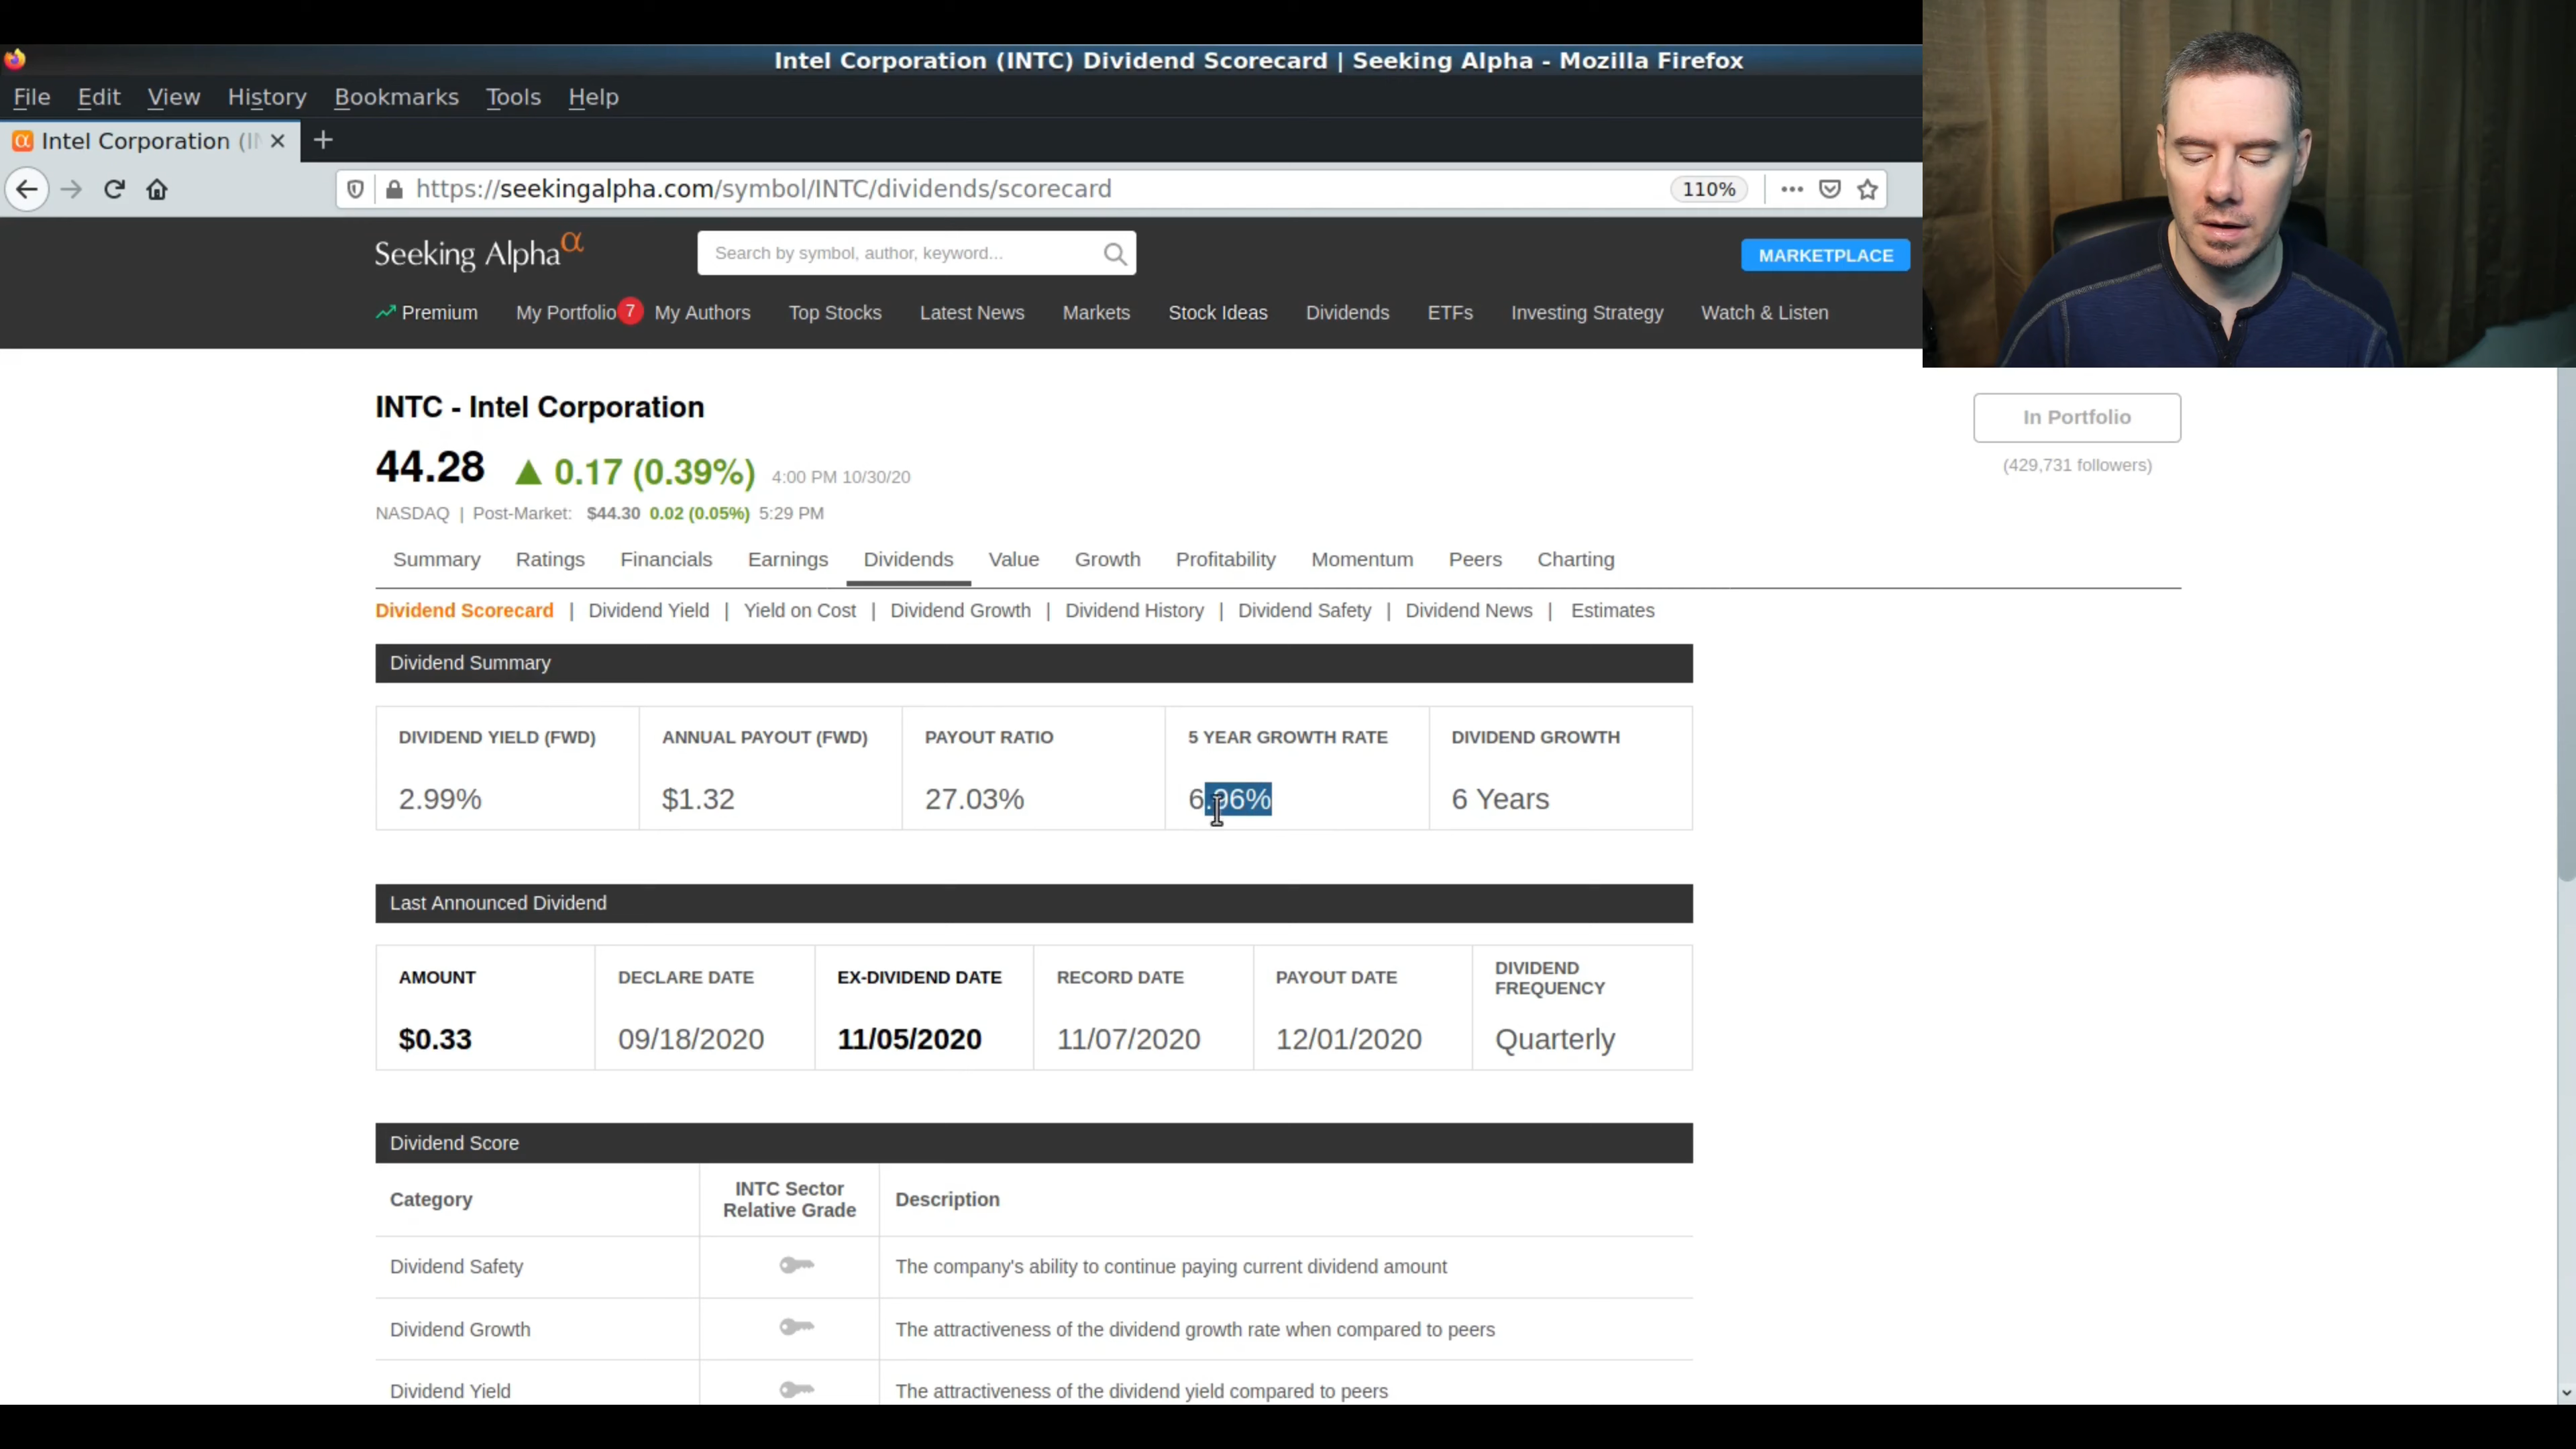 Intel Corporation (INTC) Dividend Scorecard | Seeking Alpha - Mozilla Firefox
File Edit View History Bookmarks Tools Help
Intel Corporation (IN
https://seekingalpha.com/symbol/INTC/dividends/scorecard 110%
Seeking Alpha α Search by symbol, author, keyword... MARKETPLACE
Premium My Portfolio 7 My Authors Top Stocks Latest News Markets Stock Ideas Dividends ETFs Investing Strategy Watch & Listen
INTC - Intel Corporation In Portfolio
44.28 ▲ 0.17 (0.39%) 4:00 PM 10/30/20 (429,731 followers)
NASDAQ | Post-Market: $44.30 0.02 (0.05%) 5:29 PM
Summary Ratings Financials Earnings Dividends Value Growth Profitability Momentum Peers Charting
Dividend Scorecard | Dividend Yield | Yield on Cost | Dividend Growth | Dividend History | Dividend Safety | Dividend News | Estimates
Dividend Summary
DIVIDEND YIELD (FWD) ANNUAL PAYOUT (FWD) PAYOUT RATIO 5 YEAR GROWTH RATE DIVIDEND GROWTH
2.99% $1.32 27.03% 6.96% 6 Years
Last Announced Dividend
AMOUNT DECLARE DATE EX-DIVIDEND DATE RECORD DATE PAYOUT DATE DIVIDEND
FREQUENCY
$0.33 09/18/2020 11/05/2020 11/07/2020 12/01/2020 Quarterly
Dividend Score
Category INTC Sector
Relative Grade Description
Dividend Safety The company's ability to continue paying current dividend amount
Dividend Growth The attractiveness of the dividend growth rate when compared to peers
Dividend Yield The attractiveness of the dividend yield compared to peers